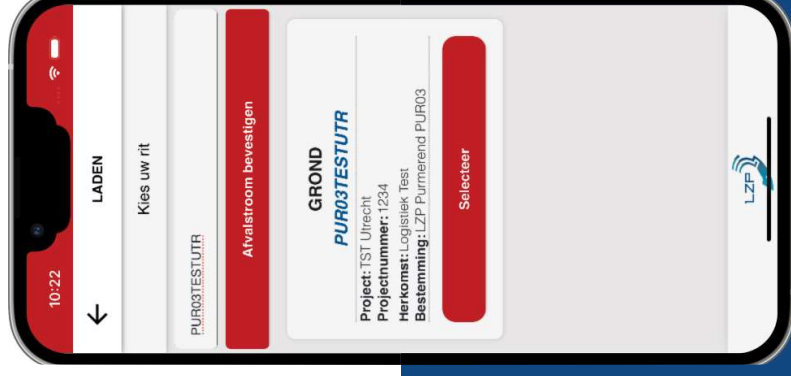 10:22
LADEN
Kies uw rit
PUR03TESTUTR
Afvalstroom bevestigen
GROND
PUR03TESTUTR
Project: TST Utrecht
Projectnummer: 1234
Herkomst: Logistiek Test
Bestemming: LZP Purmerend PUR03
Selecteer
LZP